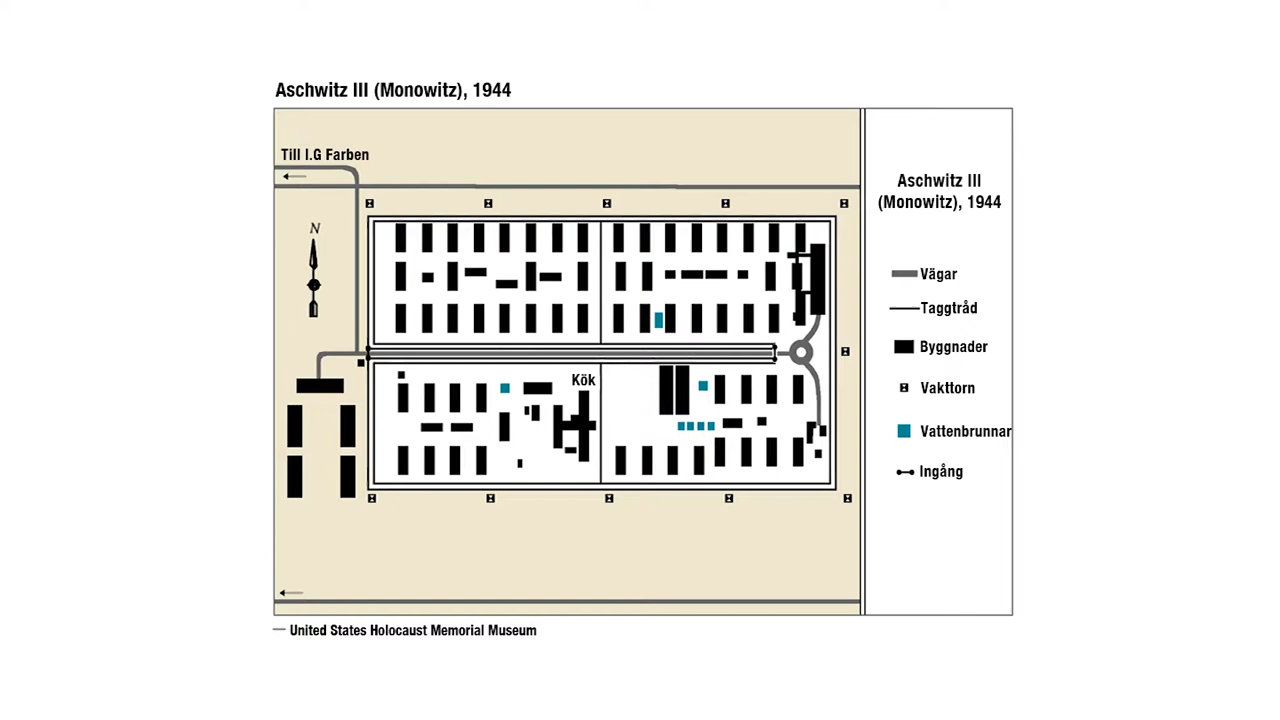 Aschwitz III (Monowitz), 1944
Till I.G Farben
N
Kök
Aschwitz III
(Monowitz), 1944
Vägar
Taggtråd
Byggnader
Vakttorn
Vattenbrunnar
Ingång
— United States Holocaust Memorial Museum